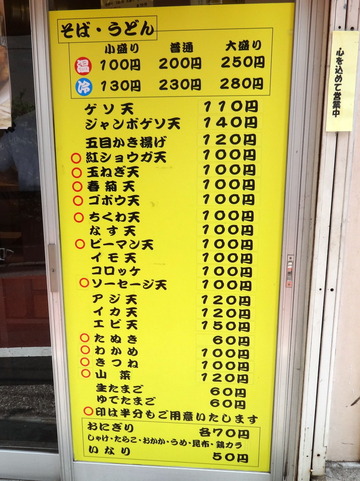 そば・うどん
小盛り 普通 大盛り
温 100円 200円 250円
冷 130円 230円 280円
ゲソ天 110円
ジャンボゲソ天 140円
五目かき揚げ 120円
○紅ショウガ天 100円
○玉ねぎ天 100円
○春菊天 100円
○ゴボウ天 100円
○ちくわ天 100円
なす天 100円
○ピーマン天 100円
イモ天 100円
コロッケ 100円
○ソーセージ天 100円
アジ天 120円
イカ天 120円
エビ天 150円
○たぬき 60円
○わかめ 100円
○きつね 100円
○山菜 120円
生たまご 60円
ゆでたまご 60円
○印は半分もご用意いたします
おにぎり 各70円
しゃけ・たらこ・おかか・うめ・昆布・鶏カラ
いなり 50円
心を込めて営業中